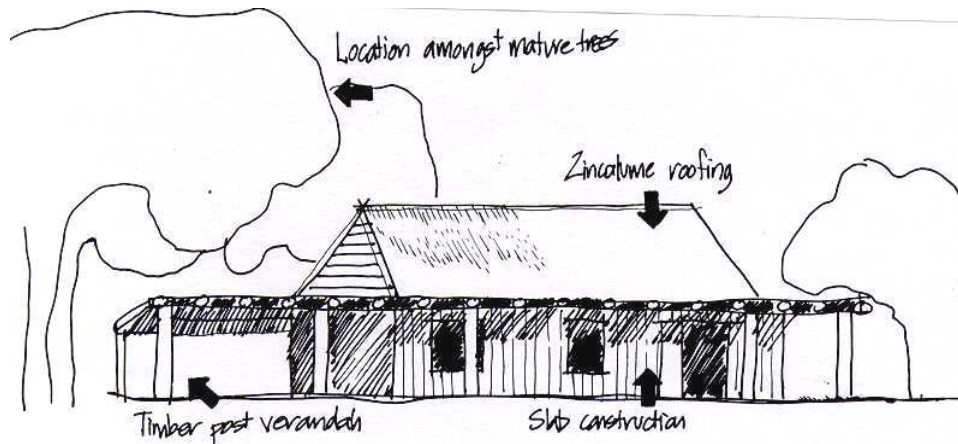 Location amongst mature trees
Zincalume roofing
Timber post verandah
Slab construction